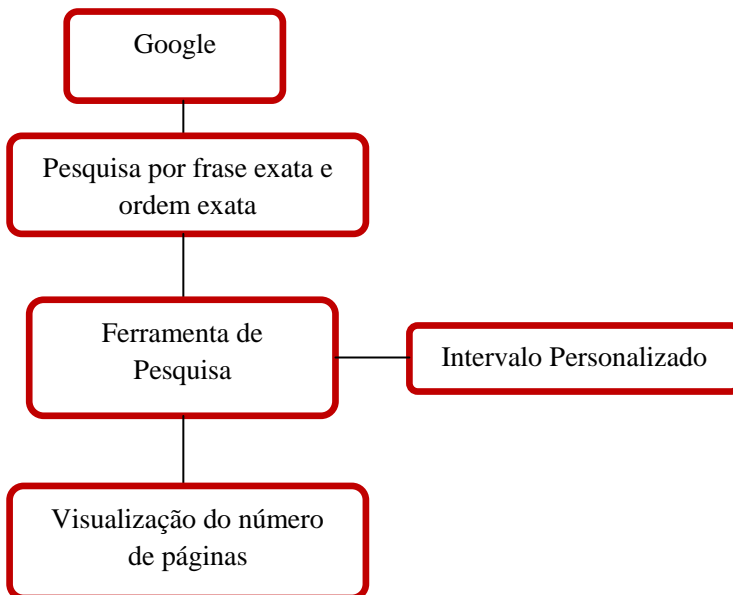 Google
Pesquisa por frase exata e
ordem exata
Ferramenta de
Pesquisa
Intervalo Personalizado
Visualização do número
de páginas